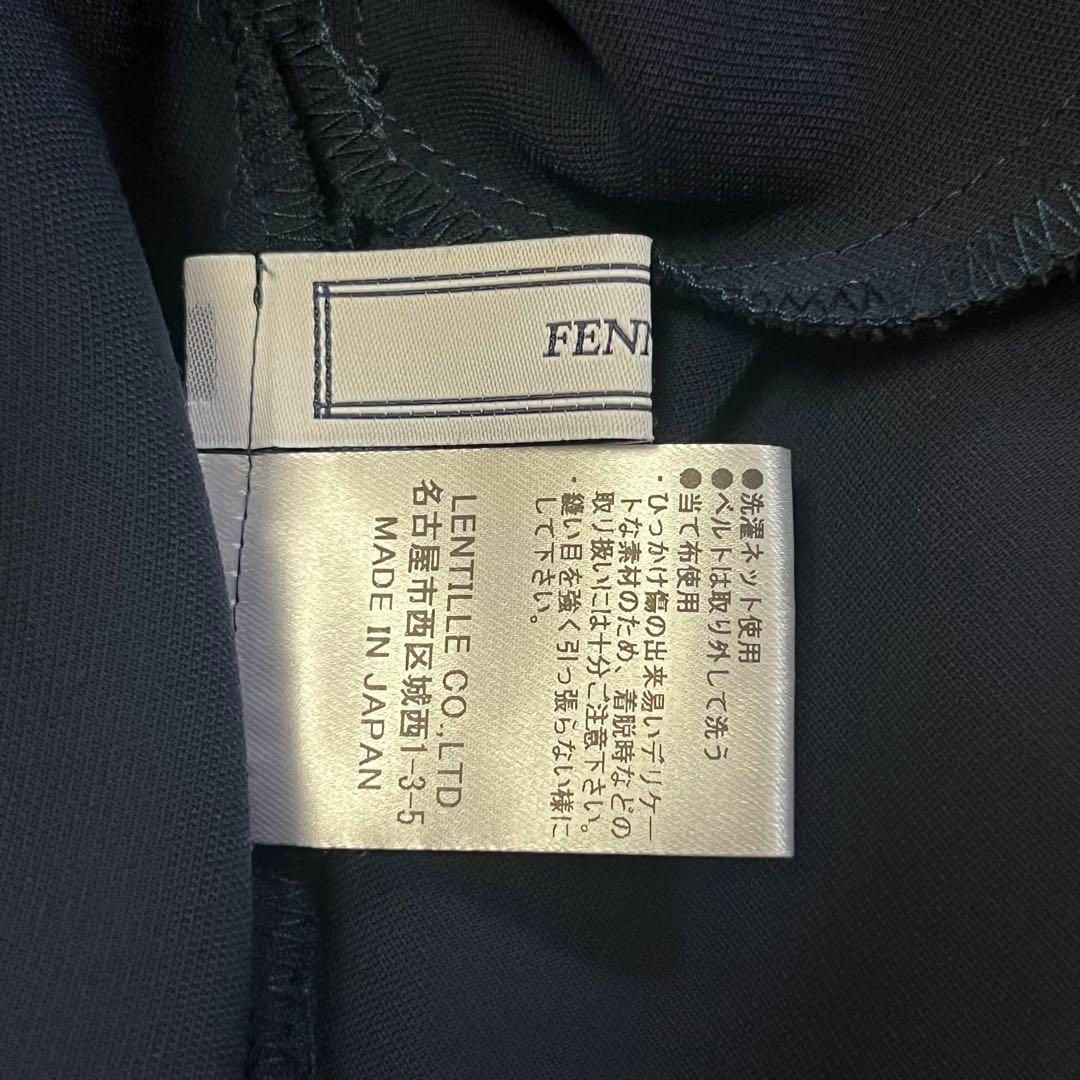 FENN
●洗濯ネット使用
●ベルトは取り外して洗う
●当て布使用
・ひっかけ傷の出来易いデリケー
トな素材のため、着脱時などの
取り扱いには十分ご注意下さい。
・縫い目を強く引っ張らない様に
して下さい。
LENTILLE CO.,LTD
名古屋市西区城西1-3-5
MADE IN JAPAN